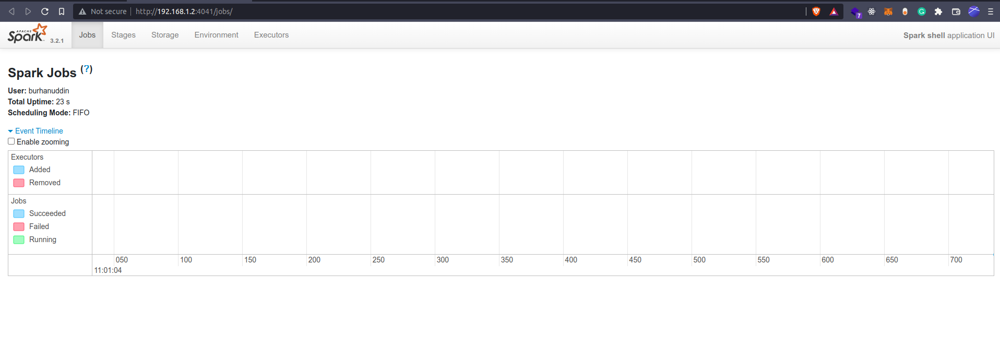 Not secure | http://192.168.1.2:4041/jobs/
7
APACHE
Spark 3.2.1 Jobs Stages Storage Environment Executors Spark shell application UI
Spark Jobs (?)
User: burhanuddin
Total Uptime: 23 s
Scheduling Mode: FIFO
Event Timeline
Enable zooming
Executors
Added
Removed
Jobs
Succeeded
Failed
Running
050 100 150 200 250 300 350 400 450 500 550 600 650 700
11:01:04